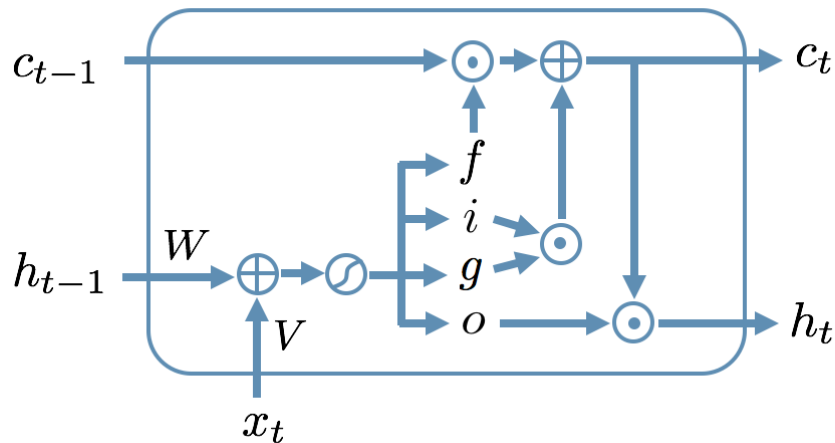 c_{t-1} c_t
f
i
W
h_{t-1} g
o h_t
V
x_t